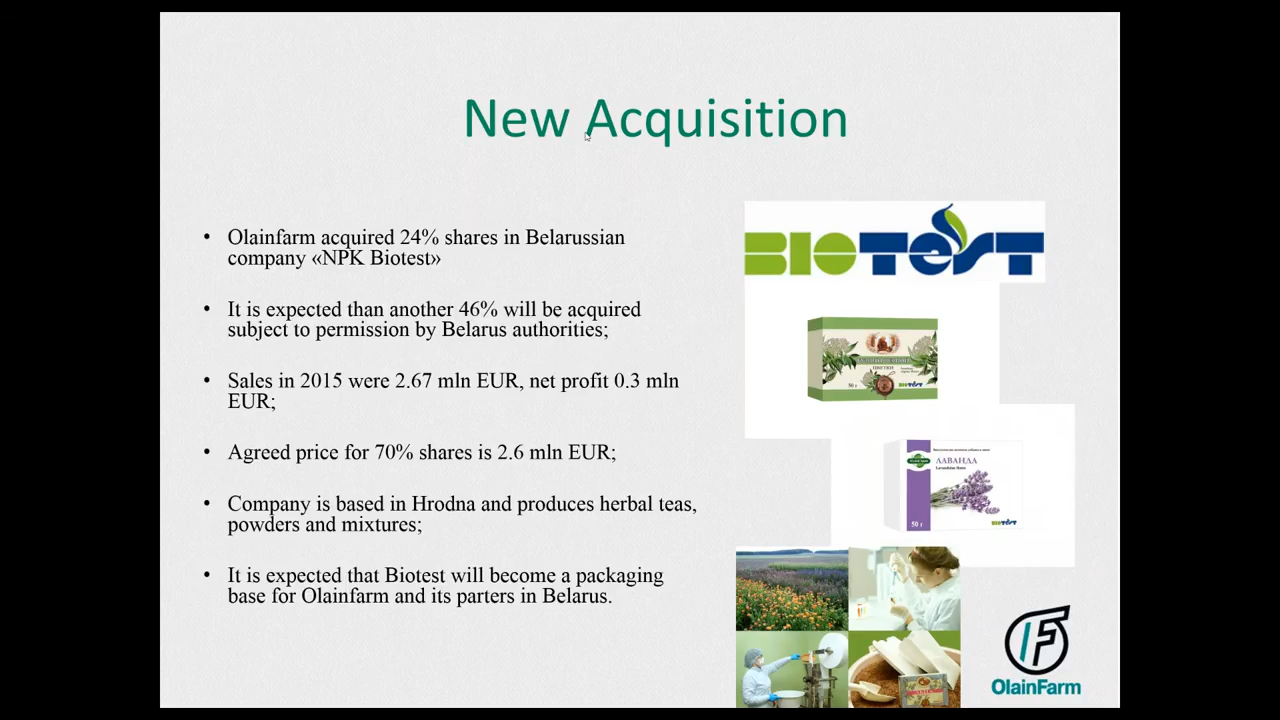 New Acquisition
• Olainfarm acquired 24% shares in Belarussian
company «NPK Biotest»
• It is expected than another 46% will be acquired
subject to permission by Belarus authorities;
• Sales in 2015 were 2.67 mln EUR, net profit 0.3 mln
EUR;
• Agreed price for 70% shares is 2.6 mln EUR;
• Company is based in Hrodna and produces herbal teas,
powders and mixtures;
• It is expected that Biotest will become a packaging
base for Olainfarm and its parters in Belarus.
BIOTEST
ЦВЕТКИ
50 г
BIOTEST
ЛАВАНДА
Lavandulae flores
50 г
BIOTEST
OlainFarm